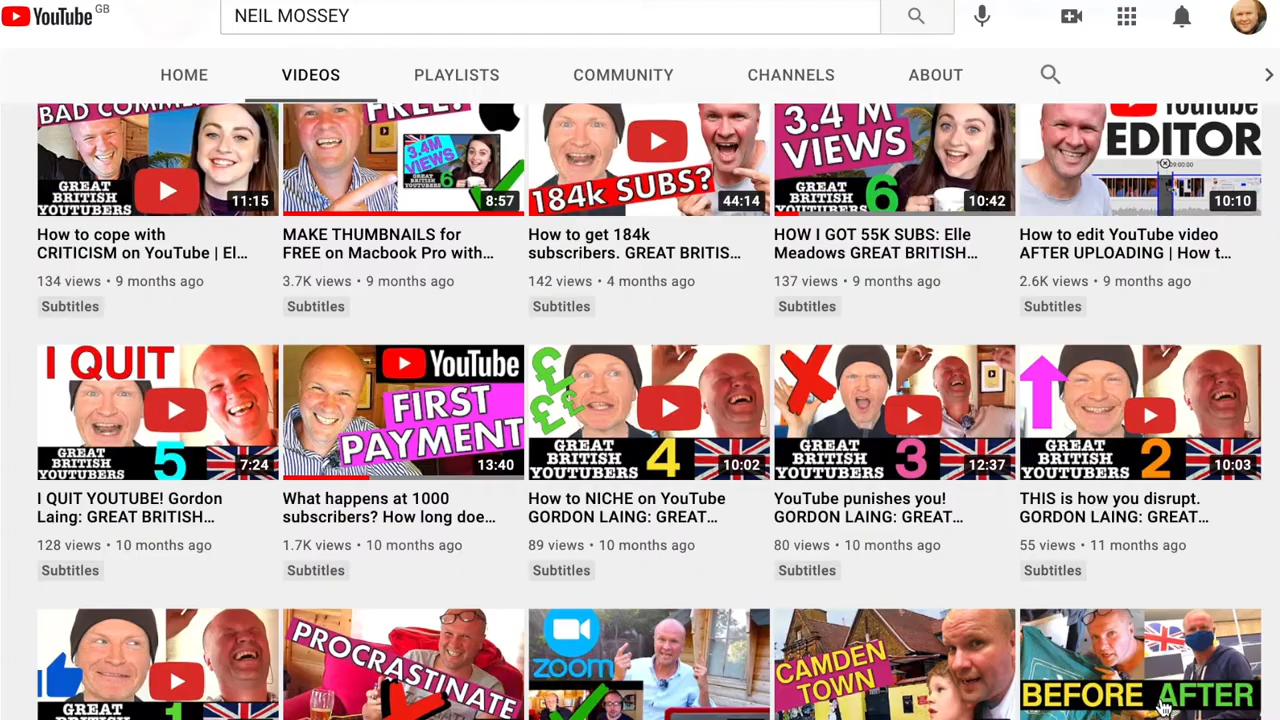 YouTube GB
NEIL MOSSEY
HOME VIDEOS PLAYLISTS COMMUNITY CHANNELS ABOUT
BAD
GREAT BRITISH YOUTUBERS
11:15
FREE!
3.4M VIEWS
6
8:57
184k SUBS?
44:14
3.4 M VIEWS
GREAT BRITISH YOUTUBERS
6
10:42
YouTube
EDITOR
10:10
How to cope with
CRITICISM on YouTube | El...
134 views • 9 months ago
Subtitles
MAKE THUMBNAILS for
FREE on Macbook Pro with...
3.7K views • 9 months ago
Subtitles
How to get 184k
subscribers. GREAT BRITIS...
142 views • 4 months ago
Subtitles
HOW I GOT 55K SUBS: Elle
Meadows GREAT BRITISH...
137 views • 9 months ago
Subtitles
How to edit YouTube video
AFTER UPLOADING | How t...
2.6K views • 9 months ago
Subtitles
I QUIT
GREAT BRITISH YOUTUBERS
5
7:24
YouTube
FIRST
PAYMENT
13:40
£
££
GREAT BRITISH YOUTUBERS
4
10:02
GREAT BRITISH YOUTUBERS
3
12:37
GREAT BRITISH YOUTUBERS
2
10:03
I QUIT YOUTUBE! Gordon
Laing: GREAT BRITISH...
128 views • 10 months ago
Subtitles
What happens at 1000
subscribers? How long doe...
1.7K views • 10 months ago
Subtitles
How to NICHE on YouTube
GORDON LAING: GREAT...
89 views • 10 months ago
Subtitles
YouTube punishes you!
GORDON LAING: GREAT...
80 views • 10 months ago
Subtitles
THIS is how you disrupt.
GORDON LAING: GREAT...
55 views • 11 months ago
Subtitles
GREAT
1
PROCRASTINATE
zoom
CAMDEN
TOWN
BEFORE AFTER